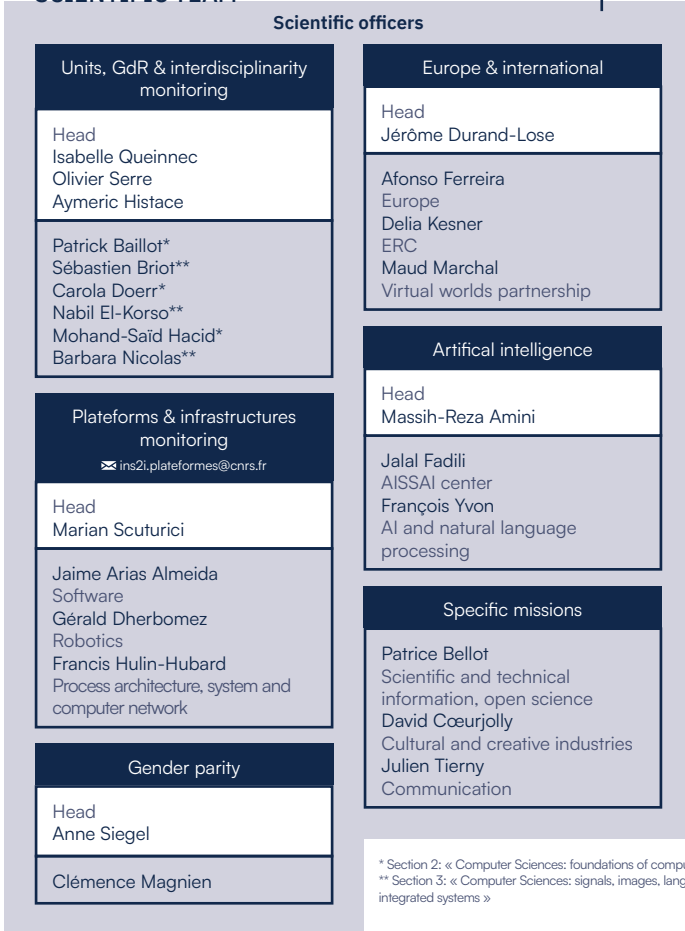 Scientific officers
Units, GdR & interdisciplinarity
monitoring
Head
Isabelle Queinnec
Olivier Serre
Aymeric Histace
Patrick Baillot*
Sébastien Briot**
Carola Doerr*
Nabil El-Korso**
Mohand-Saïd Hacid*
Barbara Nicolas**
Plateforms & infrastructures
monitoring
ins2i.plateformes@cnrs.fr
Head
Marian Scuturici
Jaime Arias Almeida
Software
Gérald Dherbomez
Robotics
Francis Hulin-Hubard
Process architecture, system and
computer network
Gender parity
Head
Anne Siegel
Clémence Magnien
Europe & international
Head
Jérôme Durand-Lose
Afonso Ferreira
Europe
Delia Kesner
ERC
Maud Marchal
Virtual worlds partnership
Artifical intelligence
Head
Massih-Reza Amini
Jalal Fadili
AISSAI center
François Yvon
AI and natural language
processing
Specific missions
Patrice Bellot
Scientific and technical
information, open science
David Cœurjolly
Cultural and creative industries
Julien Tierny
Communication
* Section 2: « Computer Sciences: foundations of
** Section 3: « Computer Sciences: signals, images,
integrated systems »